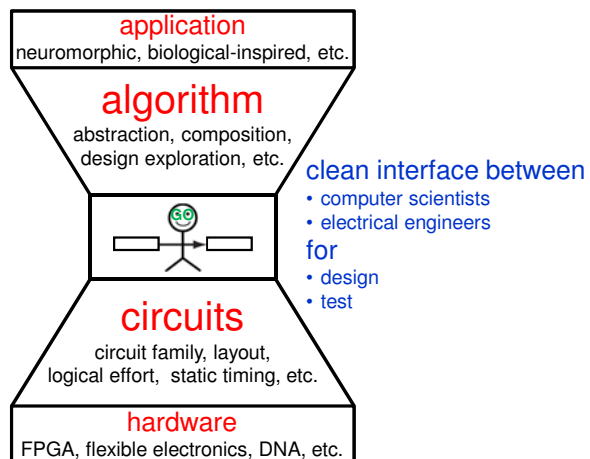 application
neuromorphic, biological-inspired, etc.
algorithm
abstraction, composition,
design exploration, etc.
GO
clean interface between
• computer scientists
• electrical engineers
for
• design
• test
circuits
circuit family, layout,
logical effort, static timing, etc.
hardware
FPGA, flexible electronics, DNA, etc.